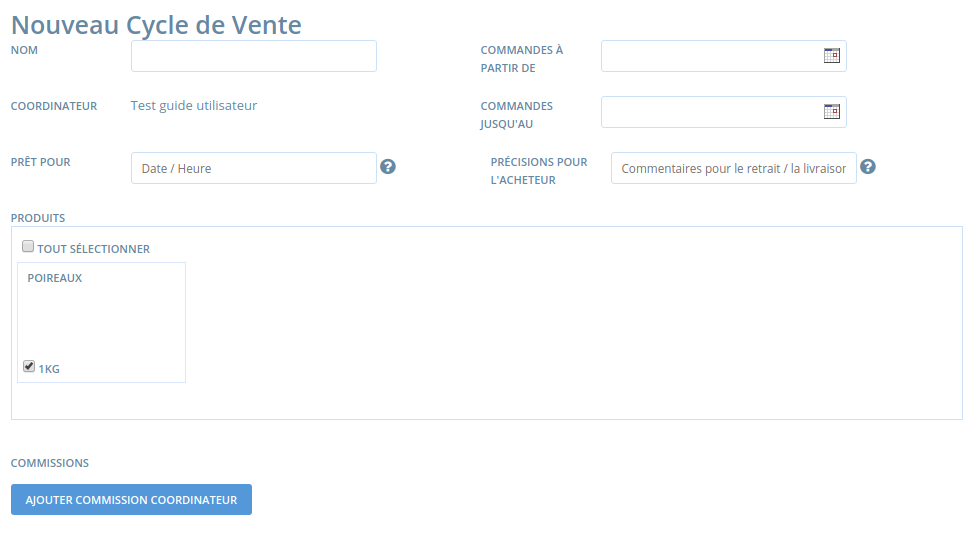 Nouveau Cycle de Vente
NOM
COMMANDES À
PARTIR DE
COORDINATEUR
Test guide utilisateur
COMMANDES
JUSQU'AU
PRÊT POUR
Date / Heure
?
PRÉCISIONS POUR
L'ACHETEUR
Commentaires pour le retrait / la livraison
?
PRODUITS
TOUT SÉLECTIONNER
POIREAUX
1KG
COMMISSIONS
AJOUTER COMMISSION COORDINATEUR